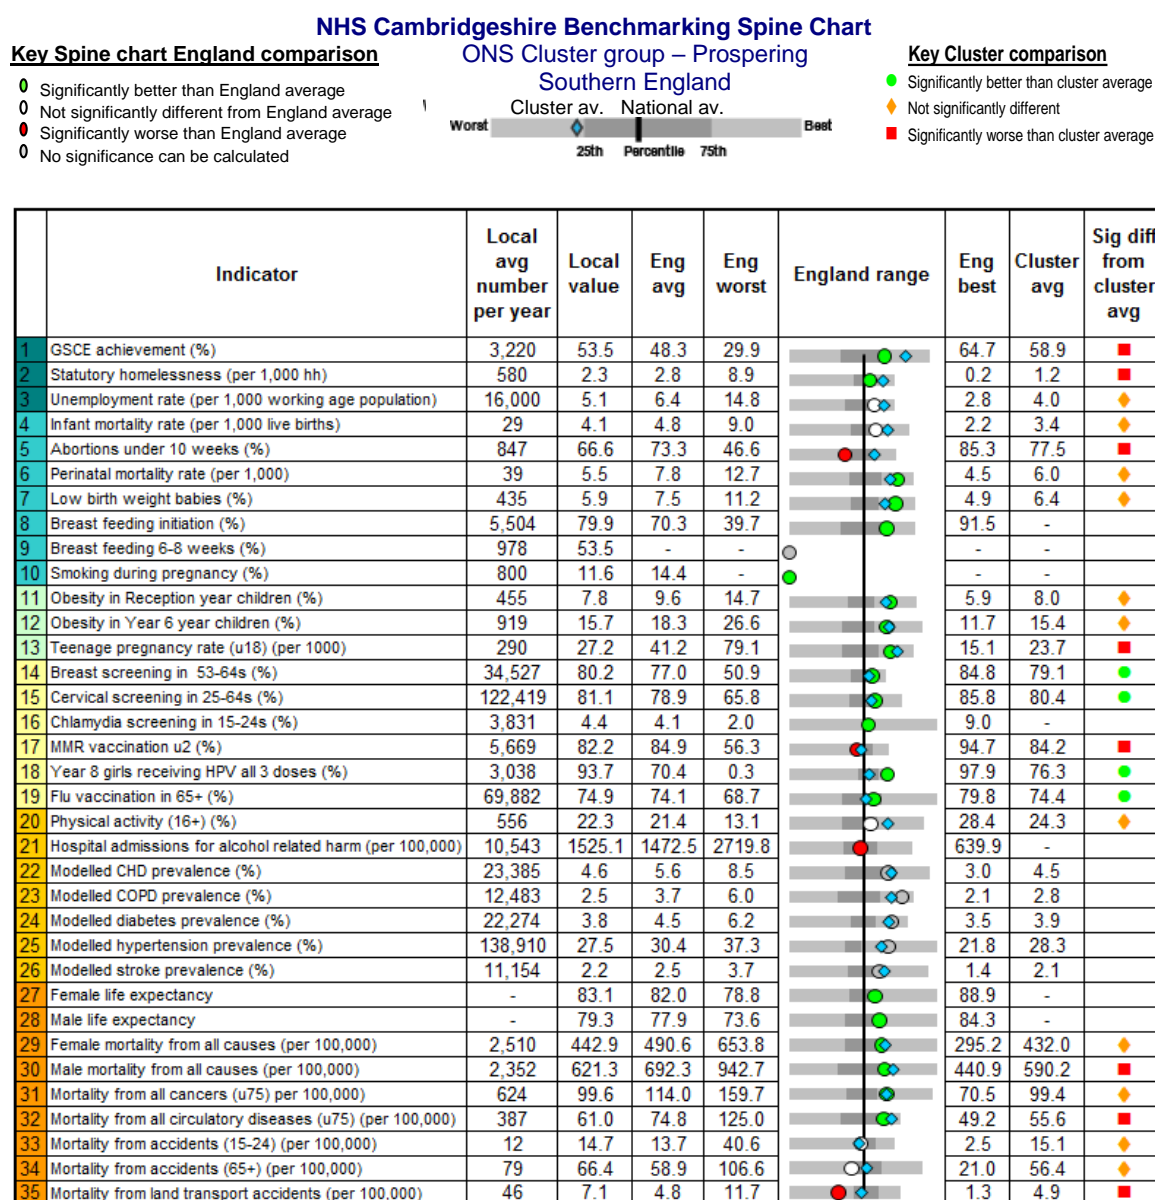 NHS Cambridgeshire Benchmarking Spine Chart
Key Spine chart England comparison
Significantly better than England average
Not significantly different from England average
Significantly worse than England average
No significance can be calculated
ONS Cluster group – Prospering
Southern England
Cluster av. National av.
Worst Best
25th Percentile 75th
Key Cluster comparison
Significantly better than cluster average
Not significantly different
Significantly worse than cluster average
Indicator Local avg number per year Local value Eng avg Eng worst England range Eng best Cluster avg Sig diff from cluster avg
1 GSCE achievement (%) 3,220 53.5 48.3 29.9 64.7 58.9
2 Statutory homelessness (per 1,000 hh) 580 2.3 2.8 8.9 0.2 1.2
3 Unemployment rate (per 1,000 working age population) 16,000 5.1 6.4 14.8 2.8 4.0
4 Infant mortality rate (per 1,000 live births) 29 4.1 4.8 9.0 2.2 3.4
5 Abortions under 10 weeks (%) 847 66.6 73.3 46.6 85.3 77.5
6 Perinatal mortality rate (per 1,000) 39 5.5 7.8 12.7 4.5 6.0
7 Low birth weight babies (%) 435 5.9 7.5 11.2 4.9 6.4
8 Breast feeding initiation (%) 5,504 79.9 70.3 39.7 91.5 -
9 Breast feeding 6-8 weeks (%) 978 53.5 - - - -
10 Smoking during pregnancy (%) 800 11.6 14.4 - - -
11 Obesity in Reception year children (%) 455 7.8 9.6 14.7 5.9 8.0
12 Obesity in Year 6 year children (%) 919 15.7 18.3 26.6 11.7 15.4
13 Teenage pregnancy rate (u18) (per 1000) 290 27.2 41.2 79.1 15.1 23.7
14 Breast screening in 53-64s (%) 34,527 80.2 77.0 50.9 84.8 79.1
15 Cervical screening in 25-64s (%) 122,419 81.1 78.9 65.8 85.8 80.4
16 Chlamydia screening in 15-24s (%) 3,831 4.4 4.1 2.0 9.0 -
17 MMR vaccination u2 (%) 5,669 82.2 84.9 56.3 94.7 84.2
18 Year 8 girls receiving HPV all 3 doses (%) 3,038 93.7 70.4 0.3 97.9 76.3
19 Flu vaccination in 65+ (%) 69,882 74.9 74.1 68.7 79.8 74.4
20 Physical activity (16+) (%) 556 22.3 21.4 13.1 28.4 24.3
21 Hospital admissions for alcohol related harm (per 100,000) 10,543 1525.1 1472.5 2719.8 639.9 -
22 Modelled CHD prevalence (%) 23,385 4.6 5.6 8.5 3.0 4.5
23 Modelled COPD prevalence (%) 12,483 2.5 3.7 6.0 2.1 2.8
24 Modelled diabetes prevalence (%) 22,274 3.8 4.5 6.2 3.5 3.9
25 Modelled hypertension prevalence (%) 138,910 27.5 30.4 37.3 21.8 28.3
26 Modelled stroke prevalence (%) 11,154 2.2 2.5 3.7 1.4 2.1
27 Female life expectancy - 83.1 82.0 78.8 88.9 -
28 Male life expectancy - 79.3 77.9 73.6 84.3 -
29 Female mortality from all causes (per 100,000) 2,510 442.9 490.6 653.8 295.2 432.0
30 Male mortality from all causes (per 100,000) 2,352 621.3 692.3 942.7 440.9 590.2
31 Mortality from all cancers (u75) per 100,000) 624 99.6 114.0 159.7 70.5 99.4
32 Mortality from all circulatory diseases (u75) (per 100,000) 387 61.0 74.8 125.0 49.2 55.6
33 Mortality from accidents (15-24) (per 100,000) 12 14.7 13.7 40.6 2.5 15.1
34 Mortality from accidents (65+) (per 100,000) 79 66.4 58.9 106.6 21.0 56.4
35 Mortality from land transport accidents (per 100,000) 46 7.1 4.8 11.7 1.3 4.9